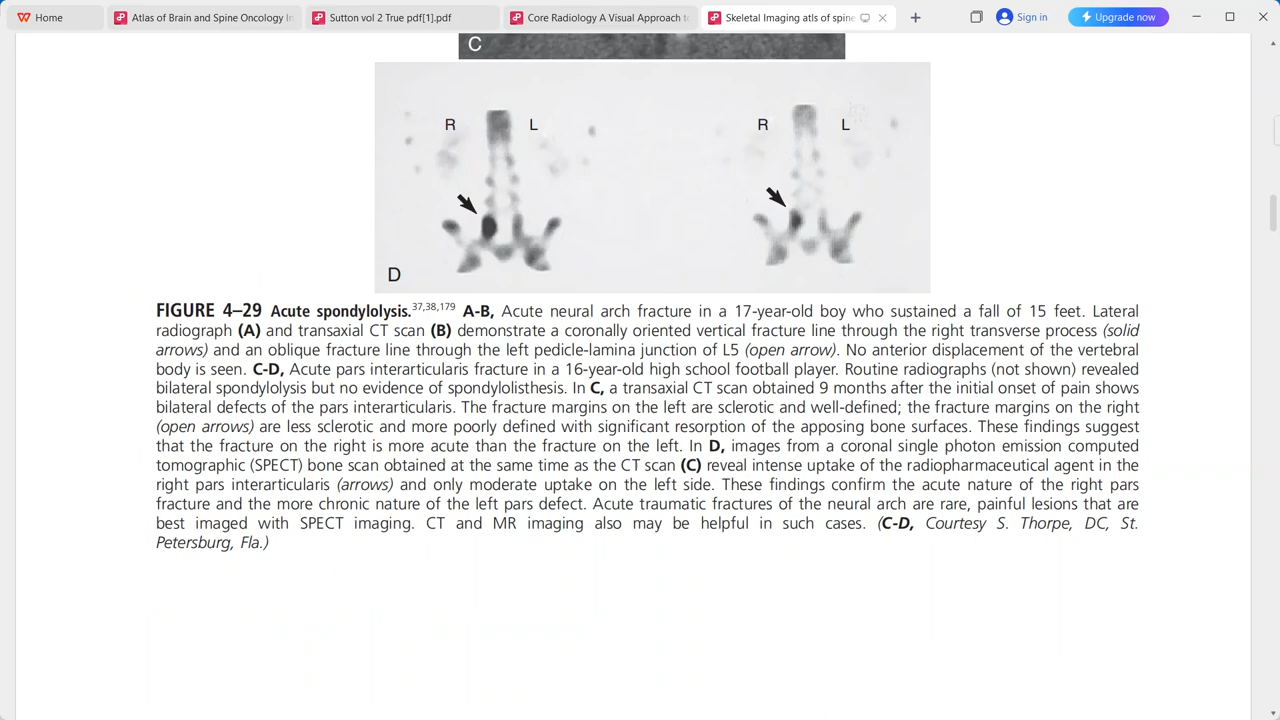 Home
Atlas of Brain and Spine Oncology I
Sutton vol 2 True pdf[1].pdf
Core Radiology A Visual Approach t
Skeletal Imaging atls of spine
Sign in
Upgrade now
C
R L R L
D
FIGURE 4–29 Acute spondylolysis.37,38,179 A-B, Acute neural arch fracture in a 17-year-old boy who sustained a fall of 15 feet. Lateral
radiograph (A) and transaxial CT scan (B) demonstrate a coronally oriented vertical fracture line through the right transverse process (solid
arrows) and an oblique fracture line through the left pedicle-lamina junction of L5 (open arrow). No anterior displacement of the vertebral
body is seen. C-D, Acute pars interarticularis fracture in a 16-year-old high school football player. Routine radiographs (not shown) revealed
bilateral spondylolysis but no evidence of spondylolisthesis. In C, a transaxial CT scan obtained 9 months after the initial onset of pain shows
bilateral defects of the pars interarticularis. The fracture margins on the left are sclerotic and well-defined; the fracture margins on the right
(open arrows) are less sclerotic and more poorly defined with significant resorption of the apposing bone surfaces. These findings suggest
that the fracture on the right is more acute than the fracture on the left. In D, images from a coronal single photon emission computed
tomographic (SPECT) bone scan obtained at the same time as the CT scan (C) reveal intense uptake of the radiopharmaceutical agent in the
right pars interarticularis (arrows) and only moderate uptake on the left side. These findings confirm the acute nature of the right pars
fracture and the more chronic nature of the left pars defect. Acute traumatic fractures of the neural arch are rare, painful lesions that are
best imaged with SPECT imaging. CT and MR imaging also may be helpful in such cases. (C-D, Courtesy S. Thorpe, DC, St.
Petersburg, Fla.)